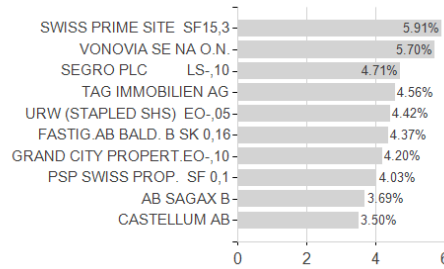 SWISS PRIME SITE SF15,3 5.91%
VONOVIA SE NA O.N. 5.70%
SEGRO PLC LS-,10 4.71%
TAG IMMOBILIEN AG 4.56%
URW (STAPLED SHS) EO-,05 4.42%
FASTIG.AB BALD. B SK 0,16 4.37%
GRAND CITY PROPERT.EO-,10 4.20%
PSP SWISS PROP. SF 0,1 4.03%
AB SAGAX B 3.69%
CASTELLUM AB 3.50%
0 2 4 6